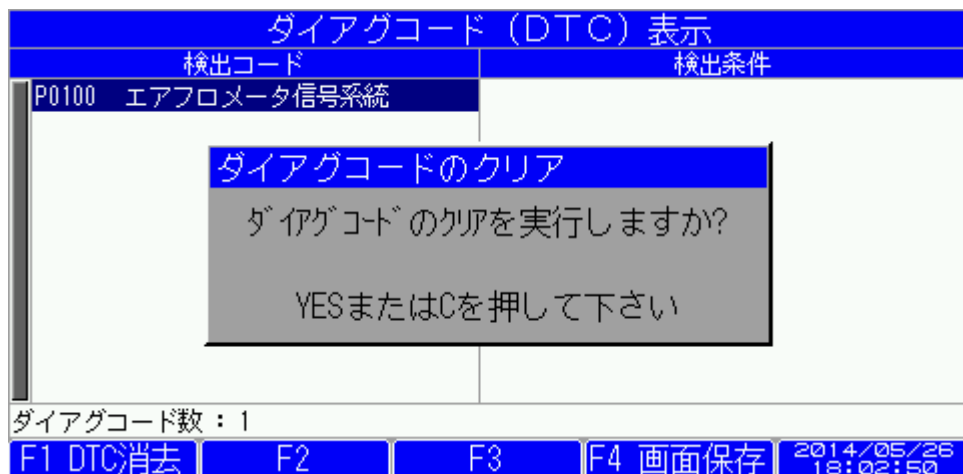 ダイアグコード（DTC）表示
検出コード 検出条件
P0100 エアフロメータ信号系統
ダイアグコードのクリア
ﾀﾞｲｱｸﾞｺｰﾄﾞのｸﾘｱを実行しますか?
YESまたはCを押して下さい
ダイアグコード数：1
F1 DTC消去 F2 F3 F4 画面保存 2014/05/26
18:02:50